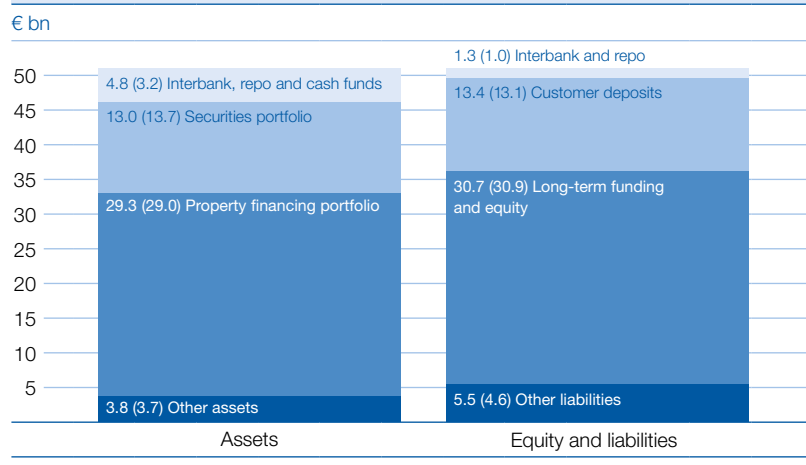 € bn
1.3 (1.0) Interbank and repo
50
4.8 (3.2) Interbank, repo and cash funds
13.4 (13.1) Customer deposits
45
13.0 (13.7) Securities portfolio
40
35
30.7 (30.9) Long-term funding
and equity
29.3 (29.0) Property financing portfolio
30
25
20
15
10
5
3.8 (3.7) Other assets
5.5 (4.6) Other liabilities
Assets
Equity and liabilities